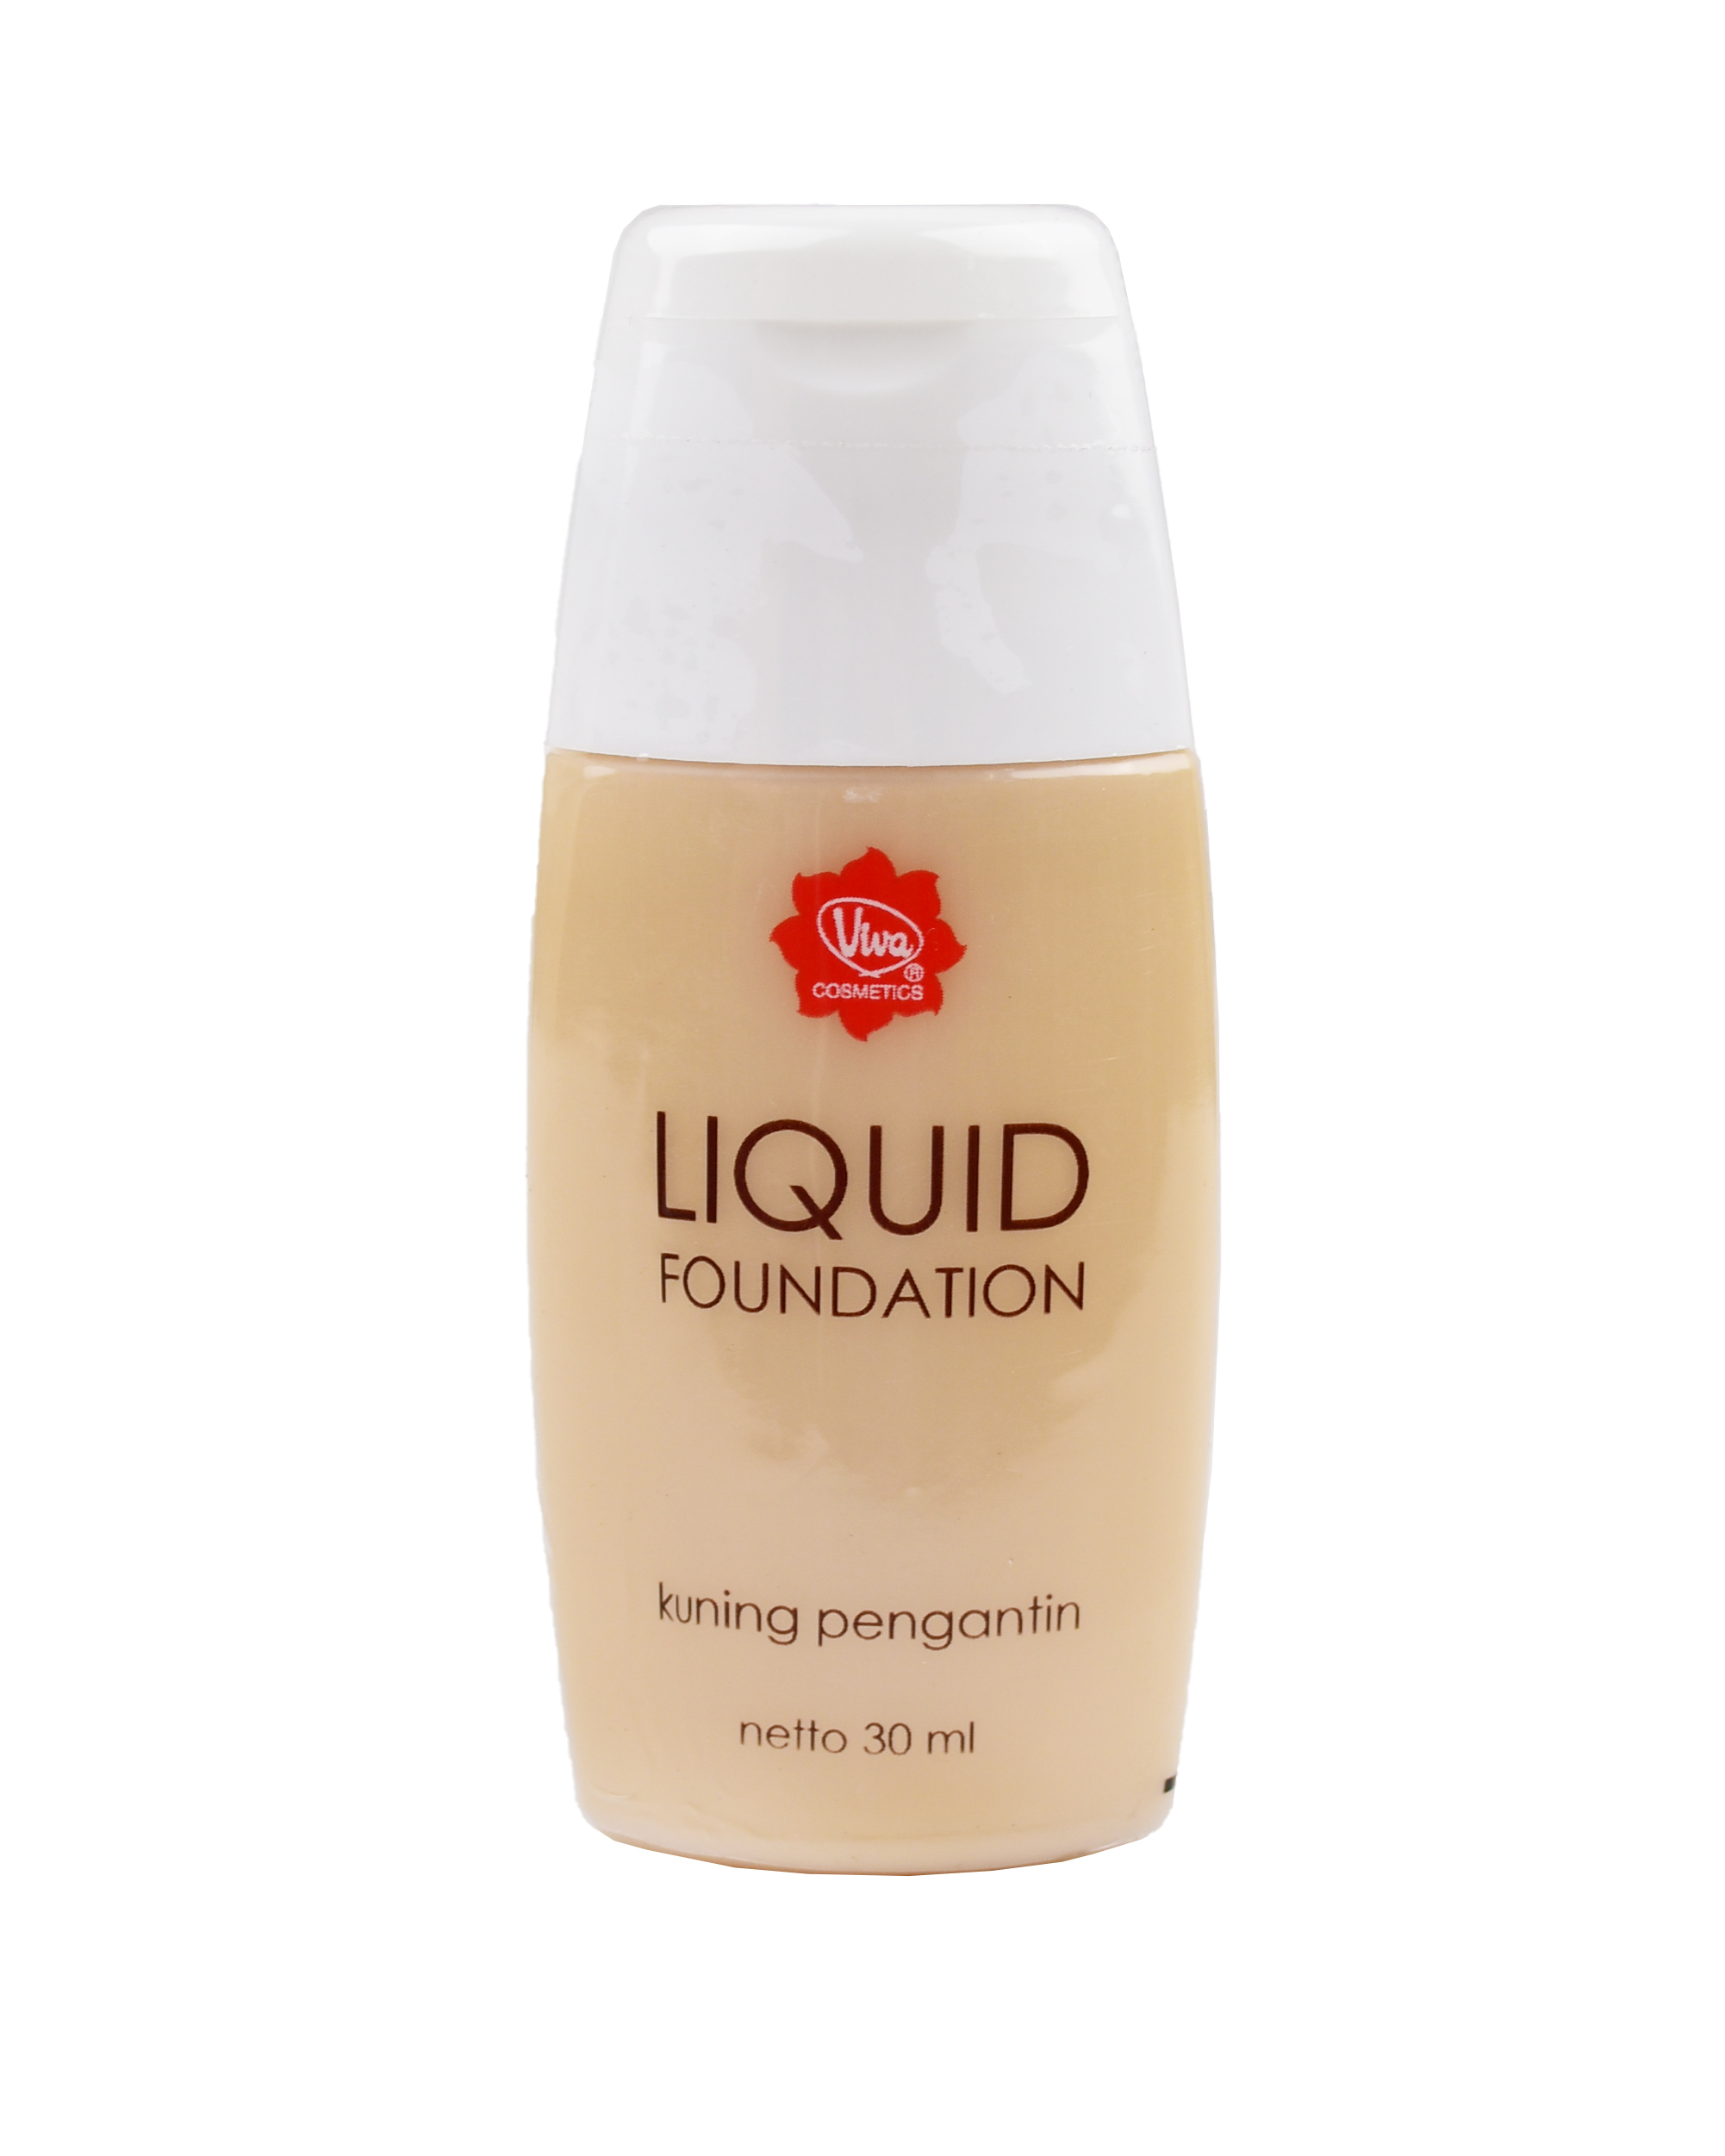 Viva
®
COSMETICS
LIQUID
FOUNDATION
kuning pengantin
netto 30 ml